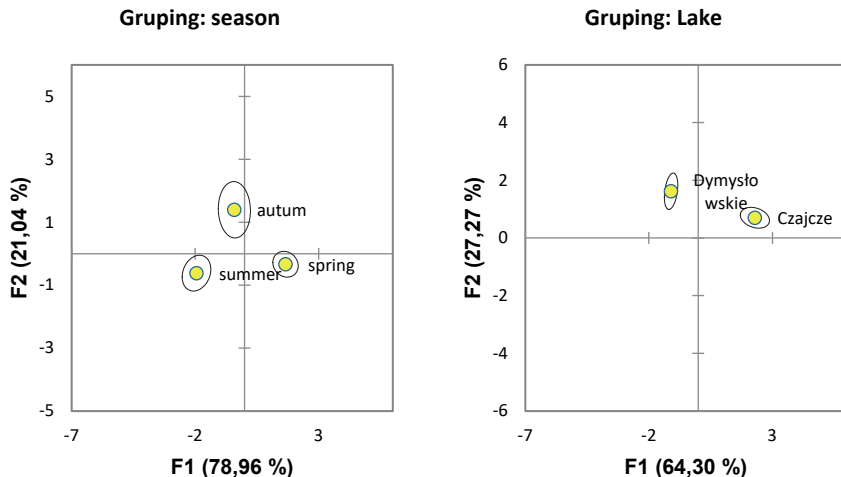 Gruping: season
5
3
1
-1
-3
-5
-7
-2
3
F2 (21,04 %)
F1 (78,96 %)
autum
summer
spring
Gruping: Lake
6
4
2
0
-2
-4
-6
-7
-2
3
F2 (27,27 %)
F1 (64,30 %)
Dymysło
wskie
Czajcze